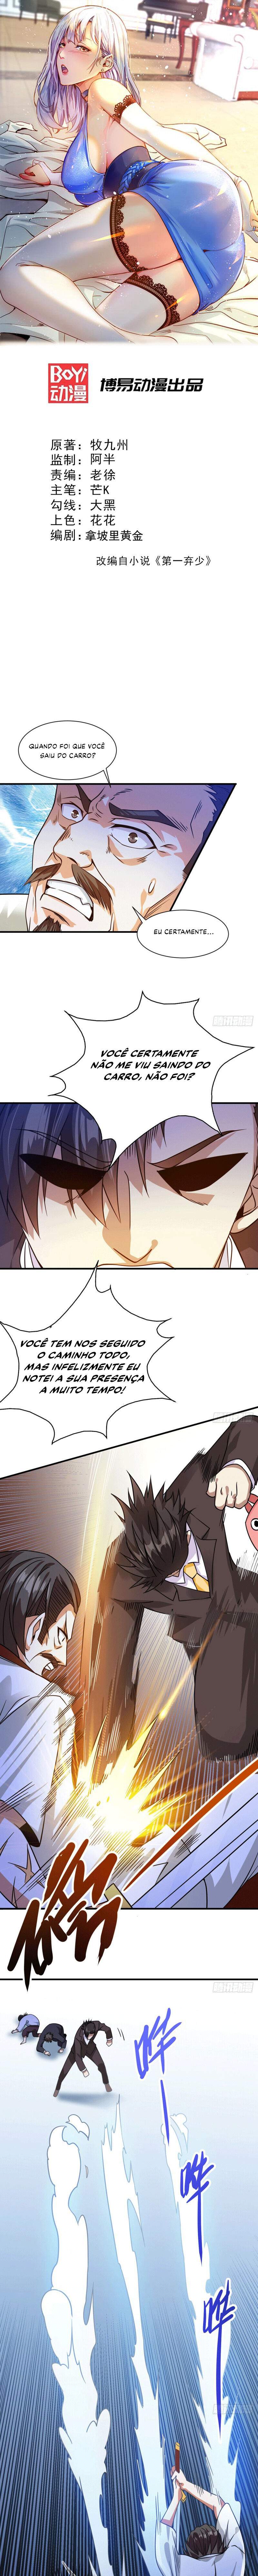 BoYi
动漫
博易动漫出品
原著：牧九州
监制：阿半
责编：老徐
主笔：芒K
勾线：大黑
上色：花花
编剧：拿坡里黄金
改编自小说《第一弃少》
QUANDO FOI QUE VOCÊ
SAIU DO CARRO?
EU CERTAMENTE...
VOCÊ CERTAMENTE
NÃO ME VIU SAINDO DO
CARRO, NÃO FOI?
VOCÊ TEM NOS SEGUIDO
O CAMINHO TODO,
MAS INFELIZMENTE EU
NOTEI A SUA PRESENÇA
A MUITO TEMPO!
哗
哗
哗